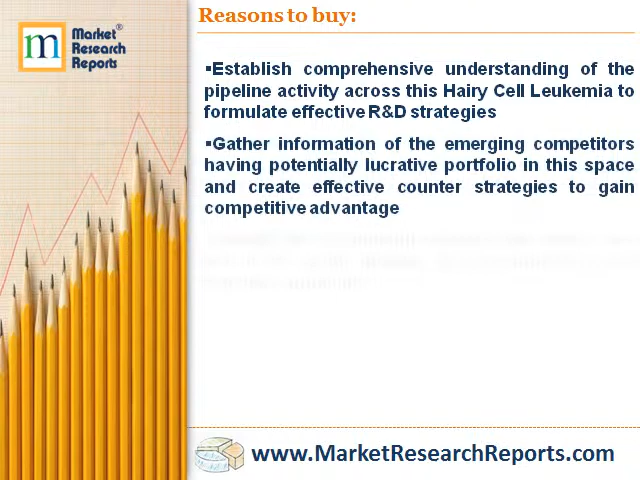 Reasons to buy:
m
Market®
Research
Reports
▪Establish comprehensive understanding of the
pipeline activity across this Hairy Cell Leukemia to
formulate effective R&D strategies
▪Gather information of the emerging competitors
having potentially lucrative portfolio in this space
and create effective counter strategies to gain
competitive advantage
www.MarketResearchReports.com